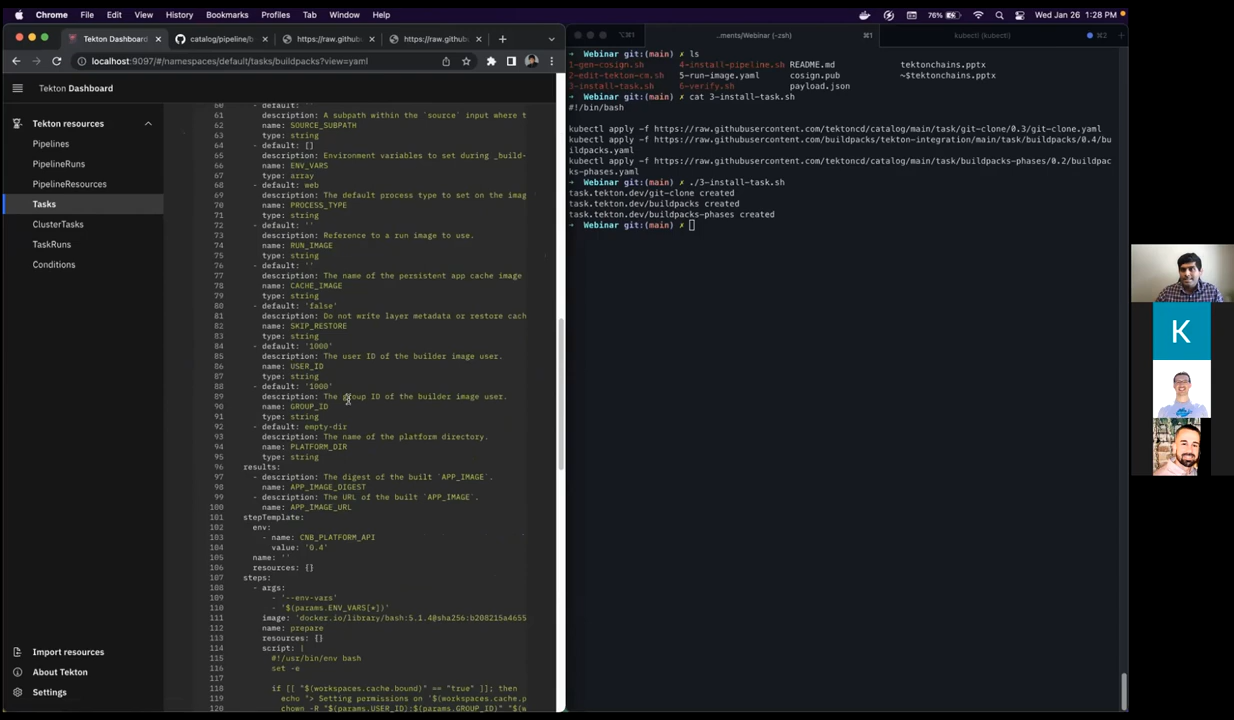 Chrome File Edit View History Bookmarks Profiles Tab Window Help
76% Wed Jan 26 1:28 PM
Tekton Dashboard
catalog/pipeline/b
https://raw.github
https://raw.github
localhost:9097/#/namespaces/default/tasks/buildpacks?view=yaml
Tekton Dashboard
Tekton resources
Pipelines
PipelineRuns
PipelineResources
Tasks
ClusterTasks
TaskRuns
Conditions
Import resources
About Tekton
Settings
60 - default: ''
61 description: A subpath within the `source` input where t
62 name: SOURCE_SUBPATH
63 type: string
64 - default: []
65 description: Environment variables to set during _build-
66 name: ENV_VARS
67 type: array
68 - default: web
69 description: The default process type to set on the imag
70 name: PROCESS_TYPE
71 type: string
72 - default: ''
73 description: Reference to a run image to use.
74 name: RUN_IMAGE
75 type: string
76 - default: ''
77 description: The name of the persistent app cache image
78 name: CACHE_IMAGE
79 type: string
80 - default: 'false'
81 description: Do not write layer metadata or restore cach
82 name: SKIP_RESTORE
83 type: string
84 - default: '1000'
85 description: The user ID of the builder image user.
86 name: USER_ID
87 type: string
88 - default: '1000'
89 description: The group ID of the builder image user.
90 name: GROUP_ID
91 type: string
92 - default: empty-dir
93 description: The name of the platform directory.
94 name: PLATFORM_DIR
95 type: string
96 results:
97 - description: The digest of the built `APP_IMAGE`.
98 name: APP_IMAGE_DIGEST
99 - description: The URL of the built `APP_IMAGE`.
100 name: APP_IMAGE_URL
101 stepTemplate:
102 env:
103 - name: CNB_PLATFORM_API
104 value: '0.4'
105 name: ''
106 resources: {}
107 steps:
108 - args:
109 - '--env-vars'
110 - '$(params.ENV_VARS[*])'
111 image: 'docker.io/library/bash:5.1.4@sha256:b208215a4655
112 name: prepare
113 resources: {}
114 script: |
115 #!/usr/bin/env bash
116 set -e
117
118 if [[ "$(workspaces.cache.bound)" == "true" ]]; then
119 echo "> Setting permissions on '$(workspaces.cache.p
120 chown -R "$(params.USER_ID):$(params.GROUP_ID)" "$(w
..ments/Webinar (-zsh) ⌘1
kubectl (kubectl) ⌘2
➜ Webinar git:(main) ✗ ls
1-gen-cosign.sh 4-install-pipeline.sh README.md tektonchains.pptx
2-edit-tekton-cm.sh 5-run-image.yaml cosign.pub ~$tektonchains.pptx
3-install-task.sh 6-verify.sh payload.json
➜ Webinar git:(main) ✗ cat 3-install-task.sh
#!/bin/bash
kubectl apply -f https://raw.githubusercontent.com/tektoncd/catalog/main/task/git-clone/0.3/git-clone.yaml
kubectl apply -f https://raw.githubusercontent.com/buildpacks/tekton-integration/main/task/buildpacks/0.4/bu
ildpacks.yaml
kubectl apply -f https://raw.githubusercontent.com/tektoncd/catalog/main/task/buildpacks-phases/0.2/buildpac
ks-phases.yaml
➜ Webinar git:(main) ✗ ./3-install-task.sh
task.tekton.dev/git-clone created
task.tekton.dev/buildpacks created
task.tekton.dev/buildpacks-phases created
➜ Webinar git:(main) ✗
K